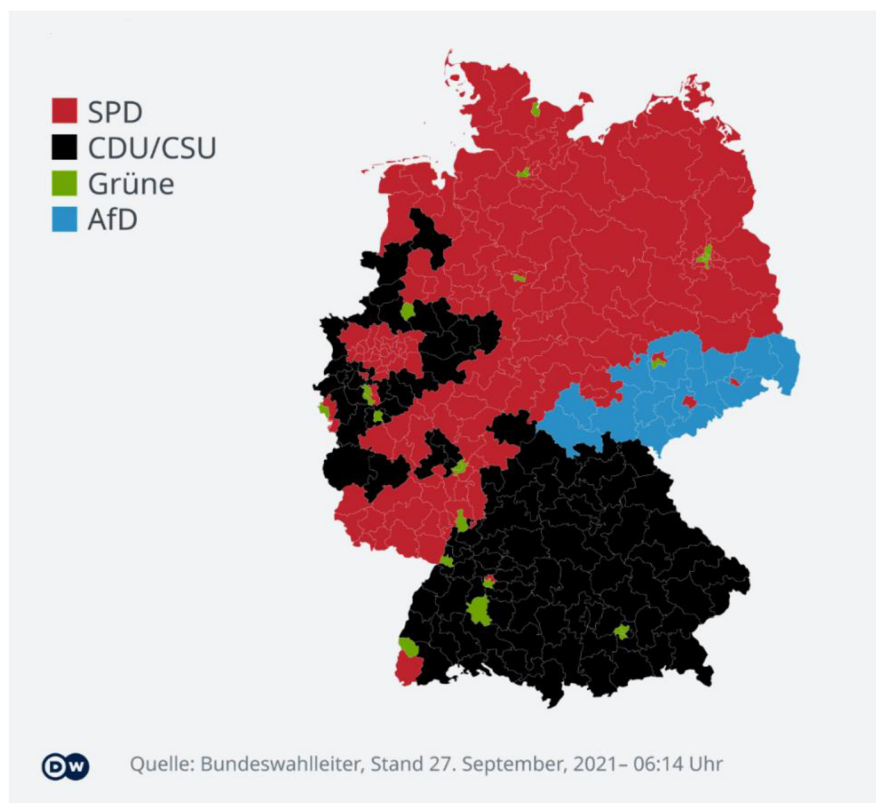 SPD
CDU/CSU
Grüne
AfD
DW
Quelle: Bundeswahlleiter, Stand 27. September, 2021– 06:14 Uhr